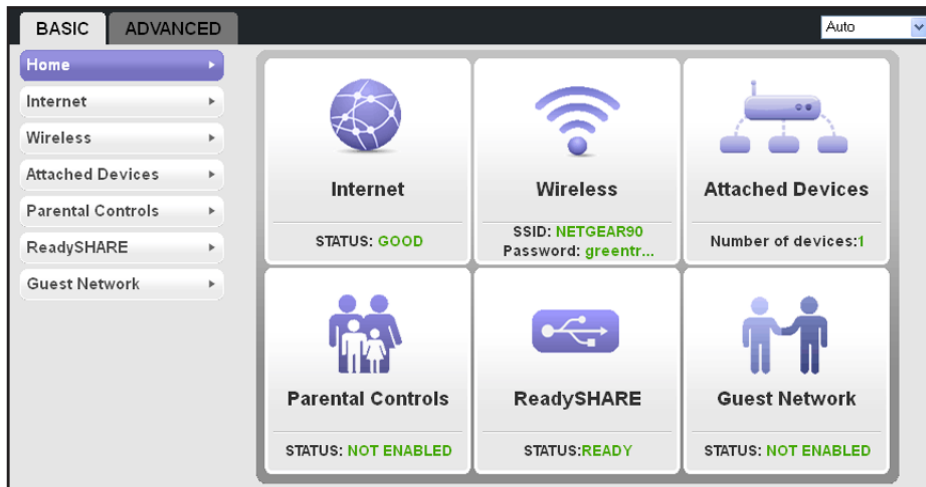 BASIC
ADVANCED
Auto
Home
Internet
Wireless
Attached Devices
Parental Controls
ReadySHARE
Guest Network
Internet
STATUS: GOOD
Wireless
SSID: NETGEAR90
Password: greentr...
Attached Devices
Number of devices:1
Parental Controls
STATUS: NOT ENABLED
ReadySHARE
STATUS:READY
Guest Network
STATUS: NOT ENABLED